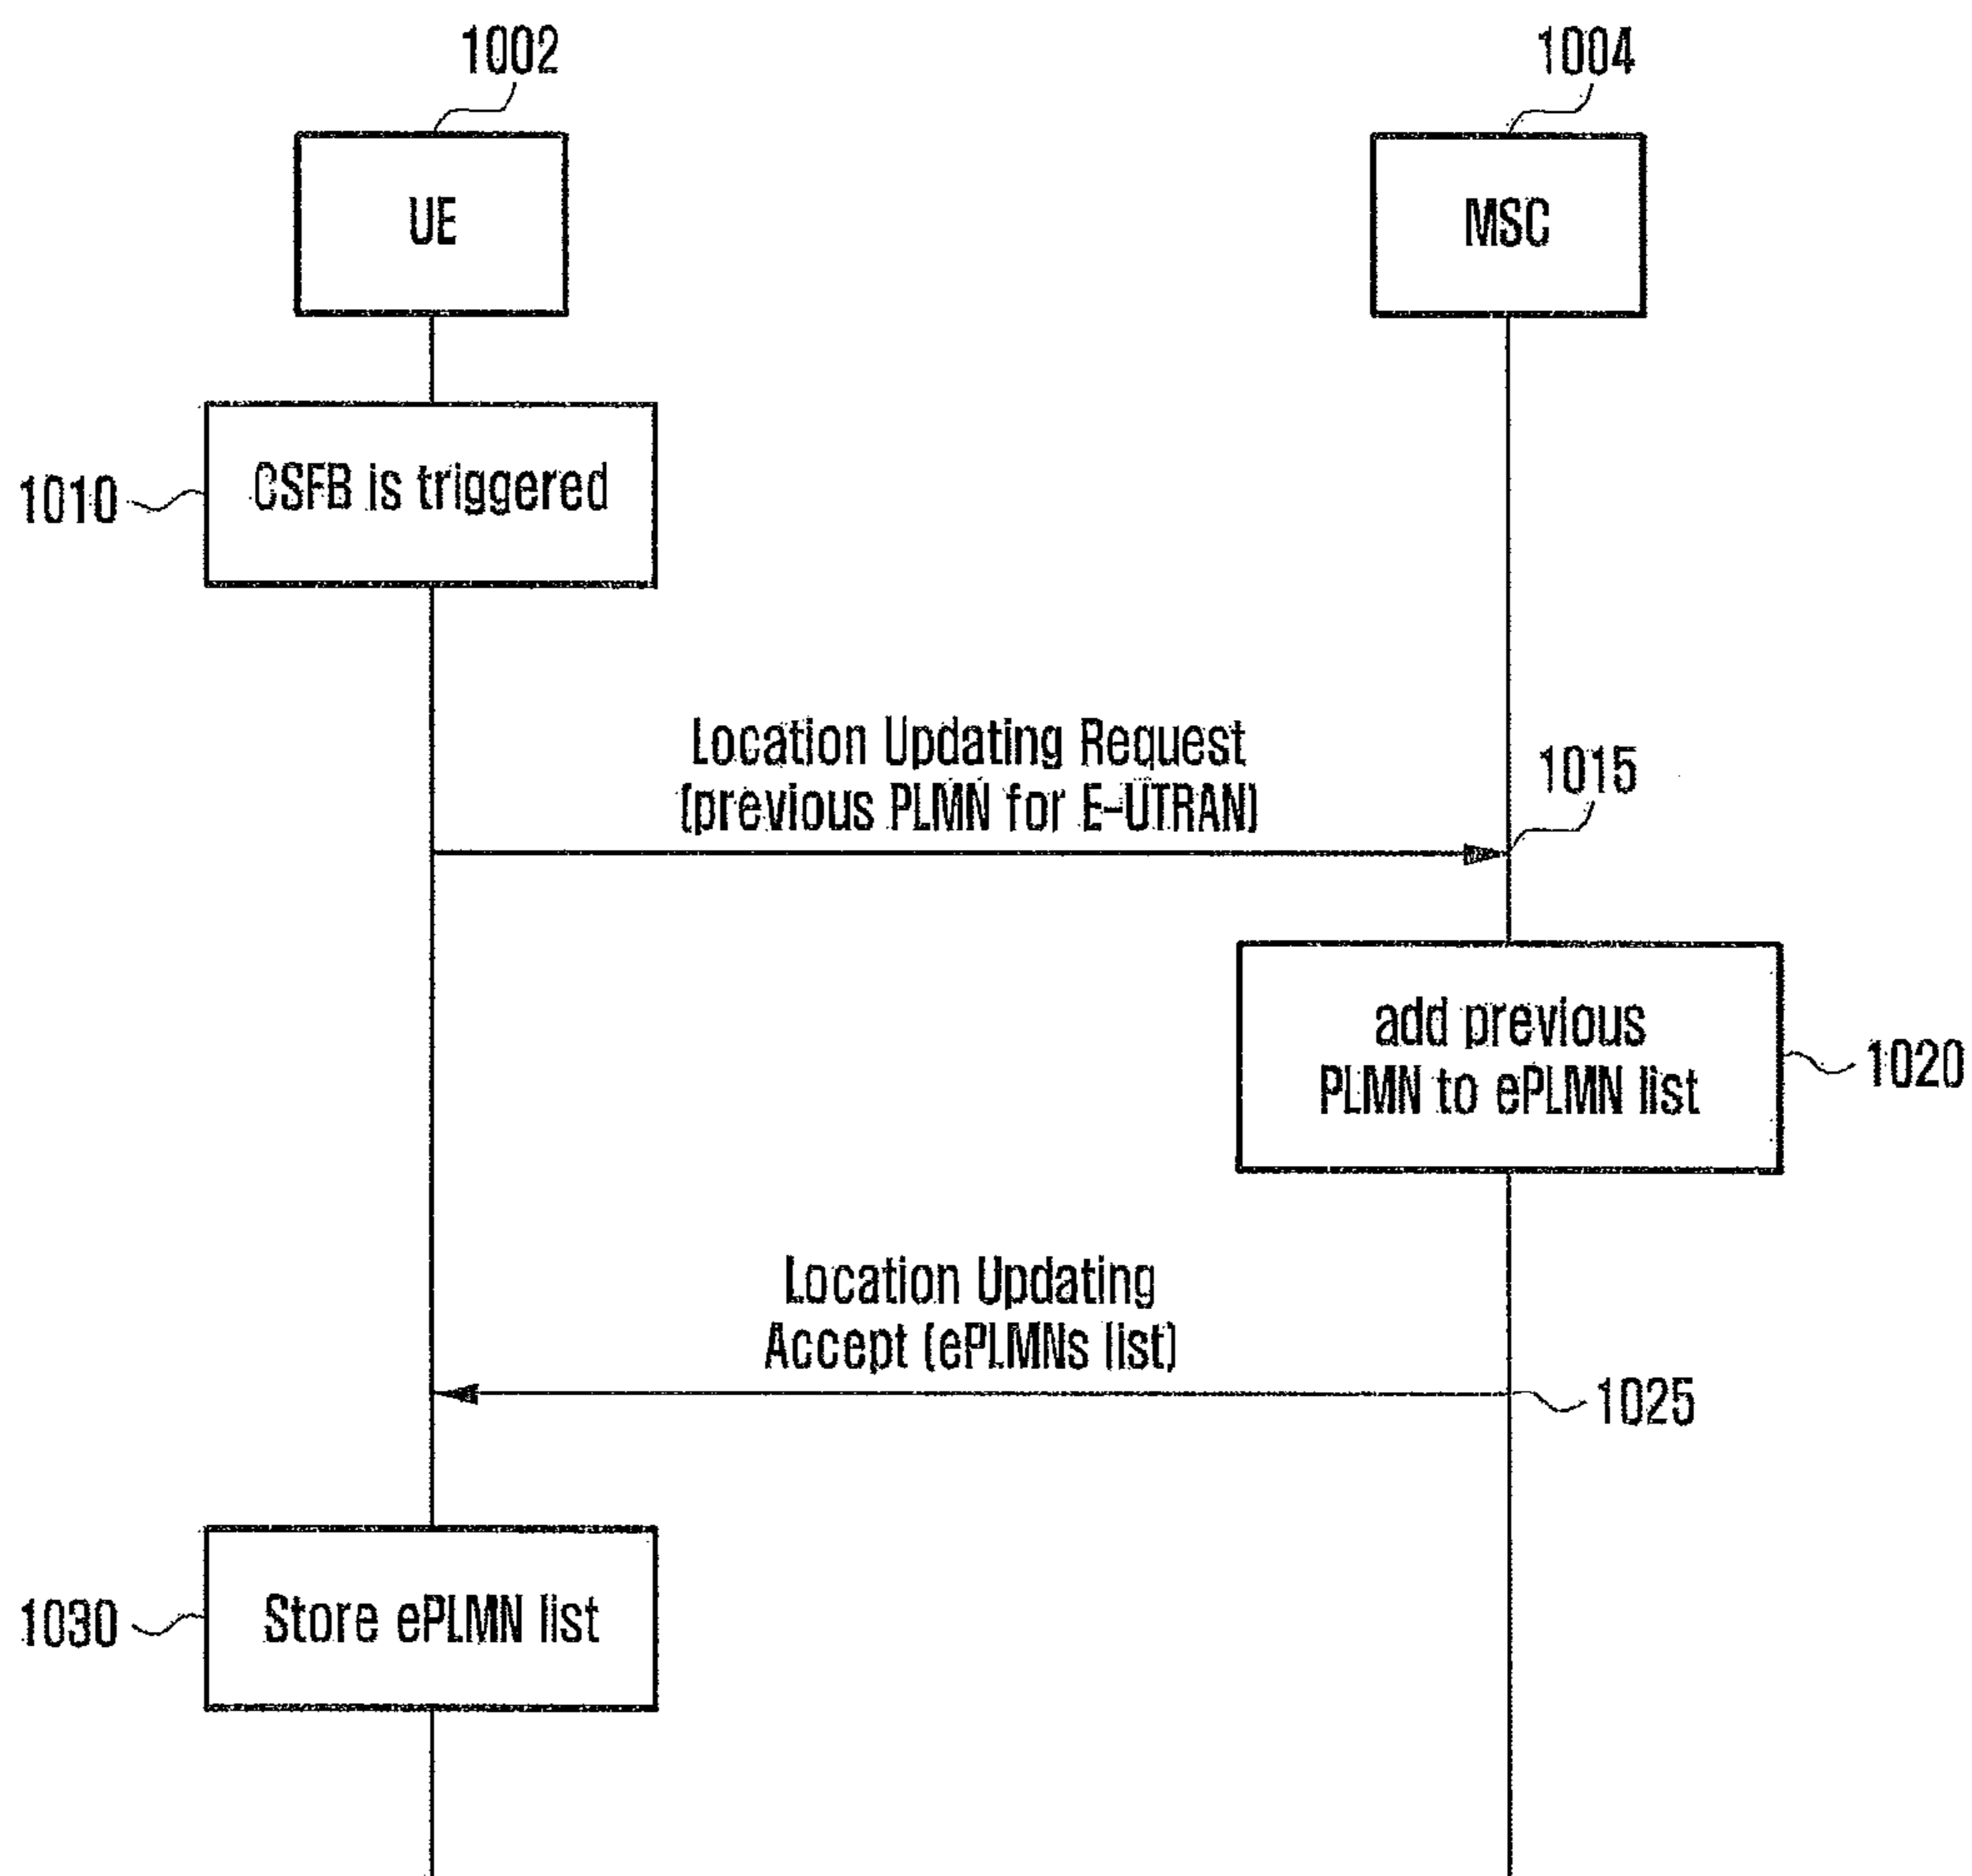 1002
1004
UE
MSC
CSFB is triggered
1010
Location Updating Request
(previous PLMN for E-UTRAN)
1015
add previous
PLMN to ePLMN list
1020
Location Updating
Accept (ePLMNs list)
1025
Store ePLMN list
1030